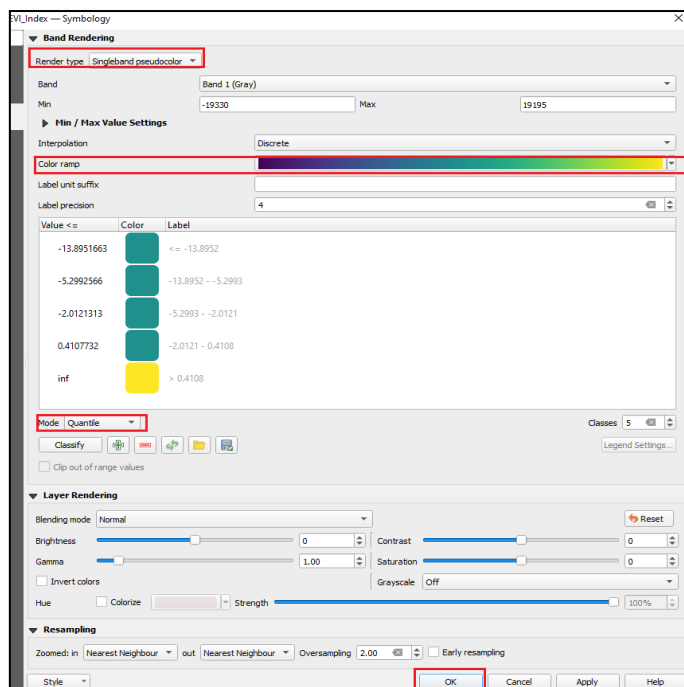 EVI_Index — Symbology
Band Rendering
Render type Singleband pseudocolor
Band Band 1 (Gray)
Min -19330 Max 19195
Min / Max Value Settings
Interpolation Discrete
Color ramp
Label unit suffix
Label precision 4
Value <= Color Label
-13.8951663 <= -13.8952
-5.2992566 -13.8952 - -5.2993
-2.0121313 -5.2993 - -2.0121
0.4107732 -2.0121 - 0.4108
inf > 0.4108
Mode Quantile Classes 5
Classify Legend Settings...
Clip out of range values
Layer Rendering
Blending mode Normal Reset
Brightness 0 Contrast 0
Gamma 1.00 Saturation 0
Invert colors Grayscale Off
Hue Colorize Strength 100%
Resampling
Zoomed: in Nearest Neighbour out Nearest Neighbour Oversampling 2.00 Early resampling
Style OK Cancel Apply Help